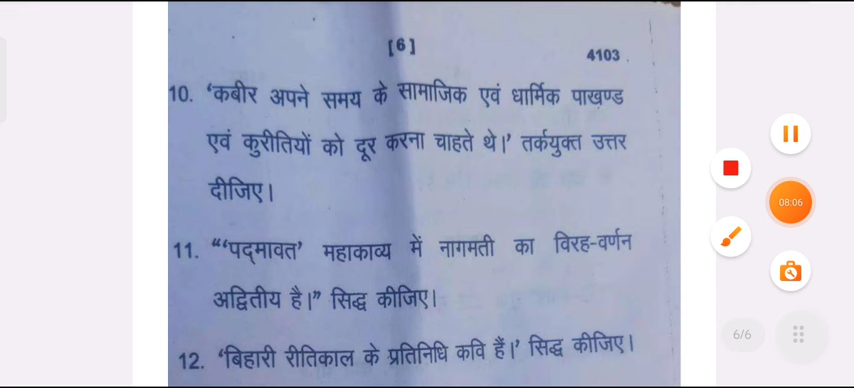 [6]
4103
10. ‘कबीर अपने समय के सामाजिक एवं धार्मिक पाखण्ड
एवं कुरीतियों को दूर करना चाहते थे।’ तर्कयुक्त उत्तर
दीजिए।
11. “‘पद्मावत’ महाकाव्य में नागमती का विरह-वर्णन
अद्वितीय है।” सिद्ध कीजिए।
12. ‘बिहारी रीतिकाल के प्रतिनिधि कवि हैं।’ सिद्ध कीजिए।
08:06
6/6